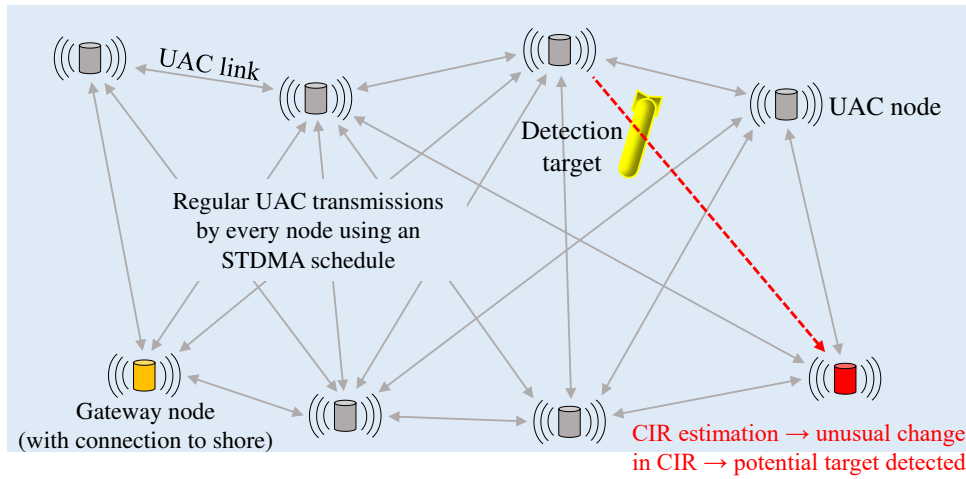 UAC link
UAC node
Detection
target
Regular UAC transmissions
by every node using an
STDMA schedule
Gateway node
(with connection to shore)
CIR estimation → unusual change
in CIR → potential target detected